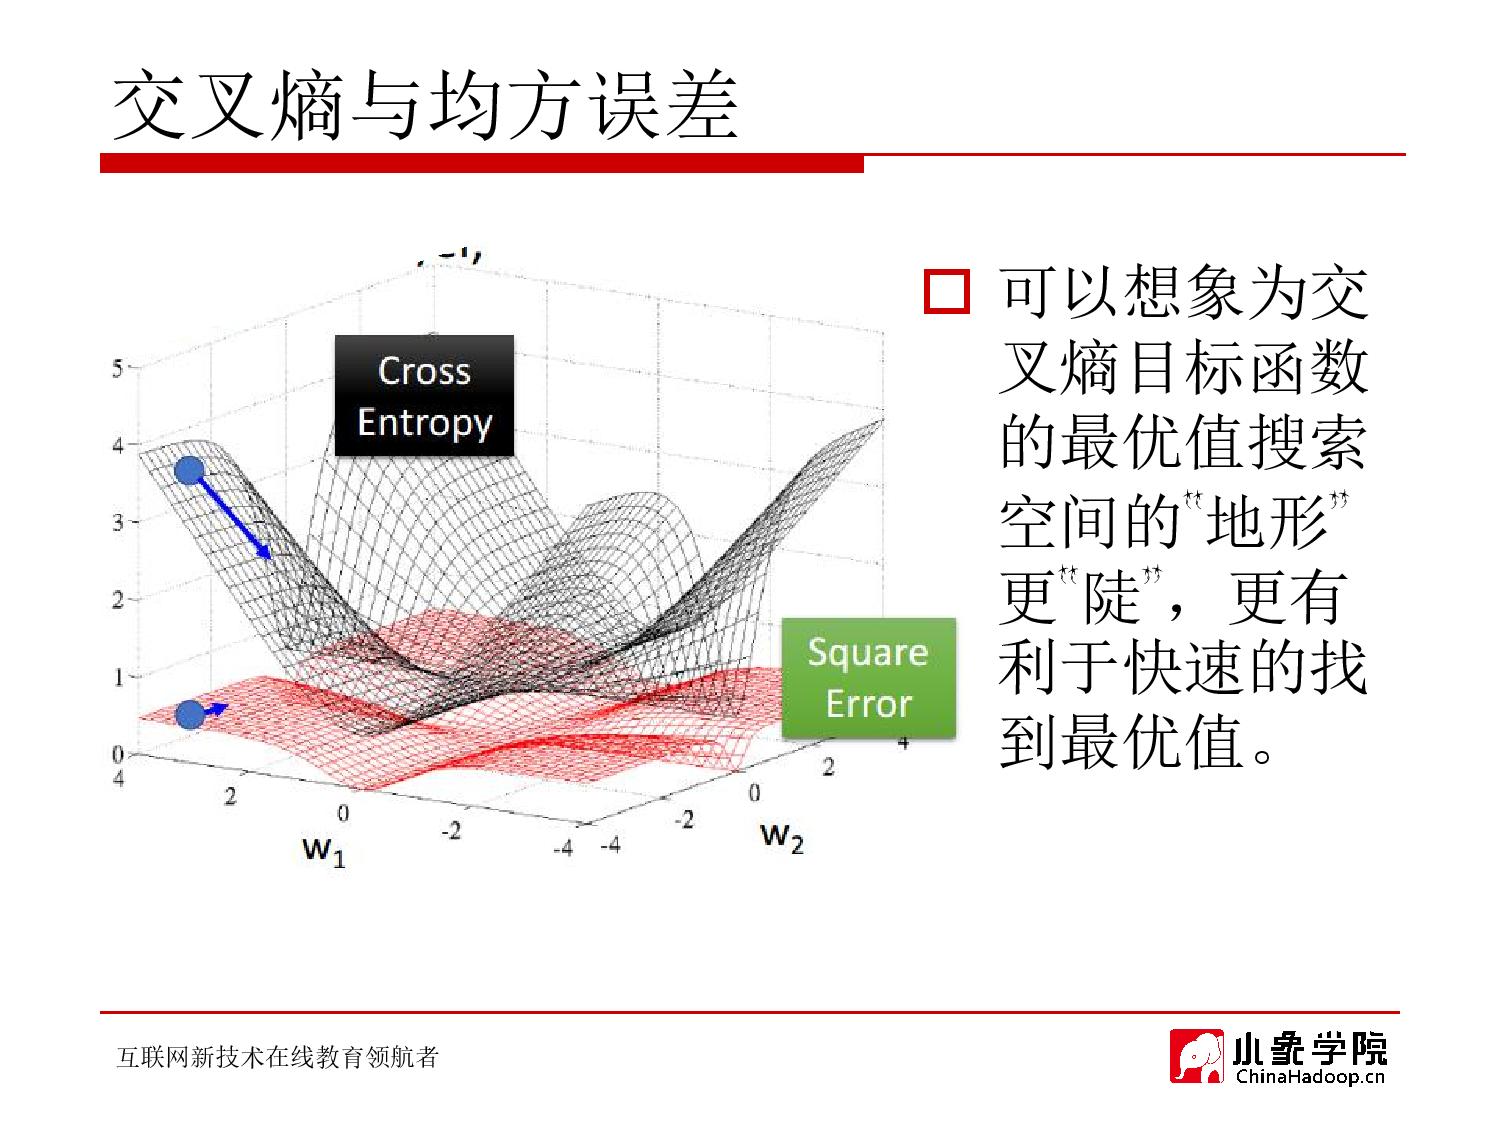 交叉熵与均方误差
5
4
3
2
1
0
Cross
Entropy
Square
Error
4
2
0
-2
-4
w1
-4
-2
0
2
4
w2
可以想象为交
叉熵目标函数
的最优值搜索
空间的“地形”
更“陡”，更有
利于快速的找
到最优值。
互联网新技术在线教育领航者
小象学院
ChinaHadoop.cn